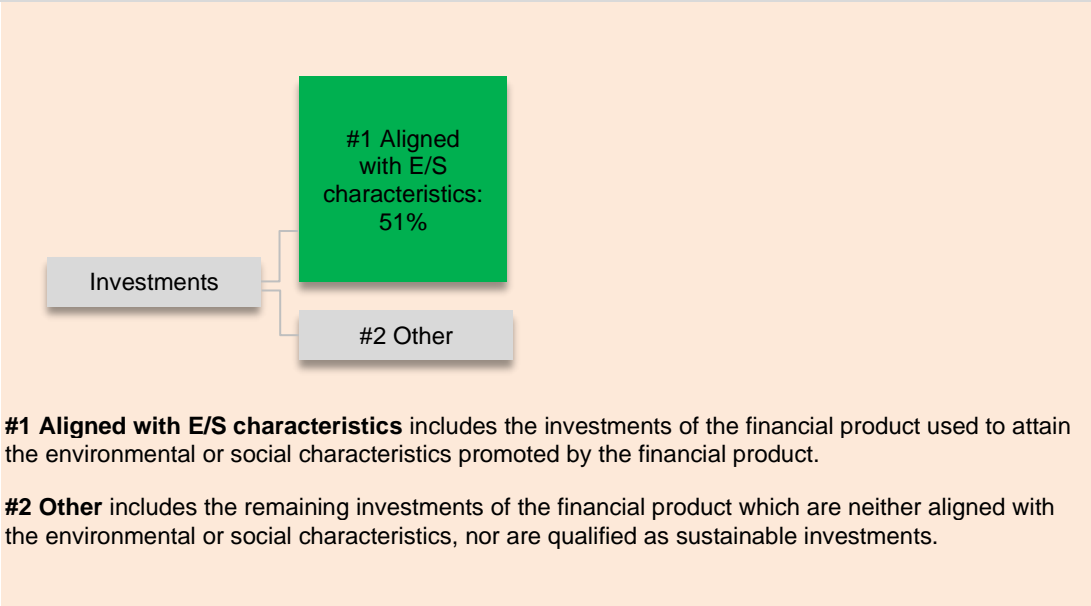 #1 Aligned
with E/S
characteristics:
51%
Investments
#2 Other
#1 Aligned with E/S characteristics includes the investments of the financial product used to attain
the environmental or social characteristics promoted by the financial product.
#2 Other includes the remaining investments of the financial product which are neither aligned with
the environmental or social characteristics, nor are qualified as sustainable investments.